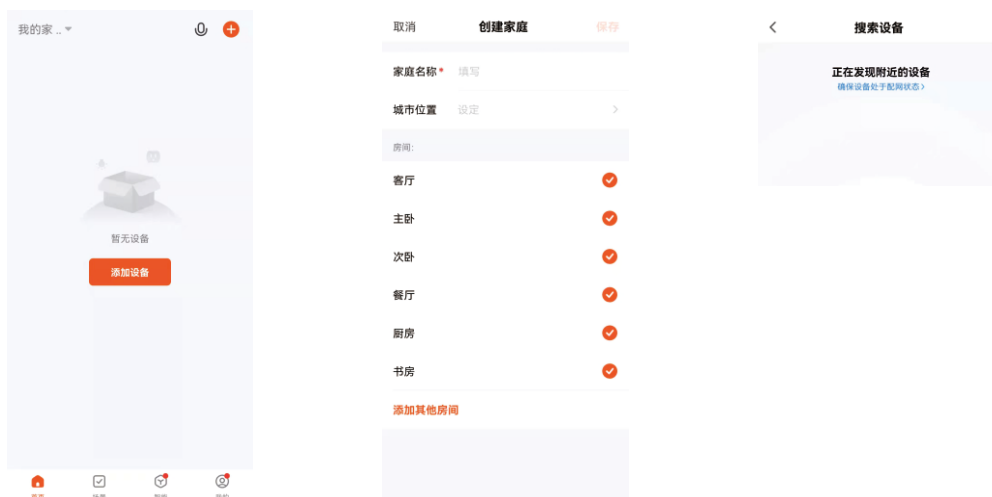 我的家 ..
暂无设备
添加设备
取消
创建家庭
保存
家庭名称* 填写
城市位置 设定
房间:
客厅
主卧
次卧
餐厅
厨房
书房
添加其他房间
搜索设备
正在发现附近的设备
确保设备处于配网状态>